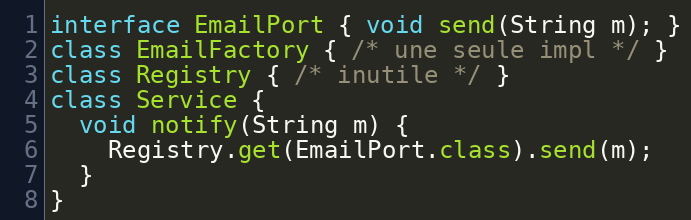 1 interface EmailPort { void send(String m); }
2 class EmailFactory { /* une seule impl */ }
3 class Registry { /* inutile */ }
4 class Service {
5   void notify(String m) {
6     Registry.get(EmailPort.class).send(m);
7   }
8 }